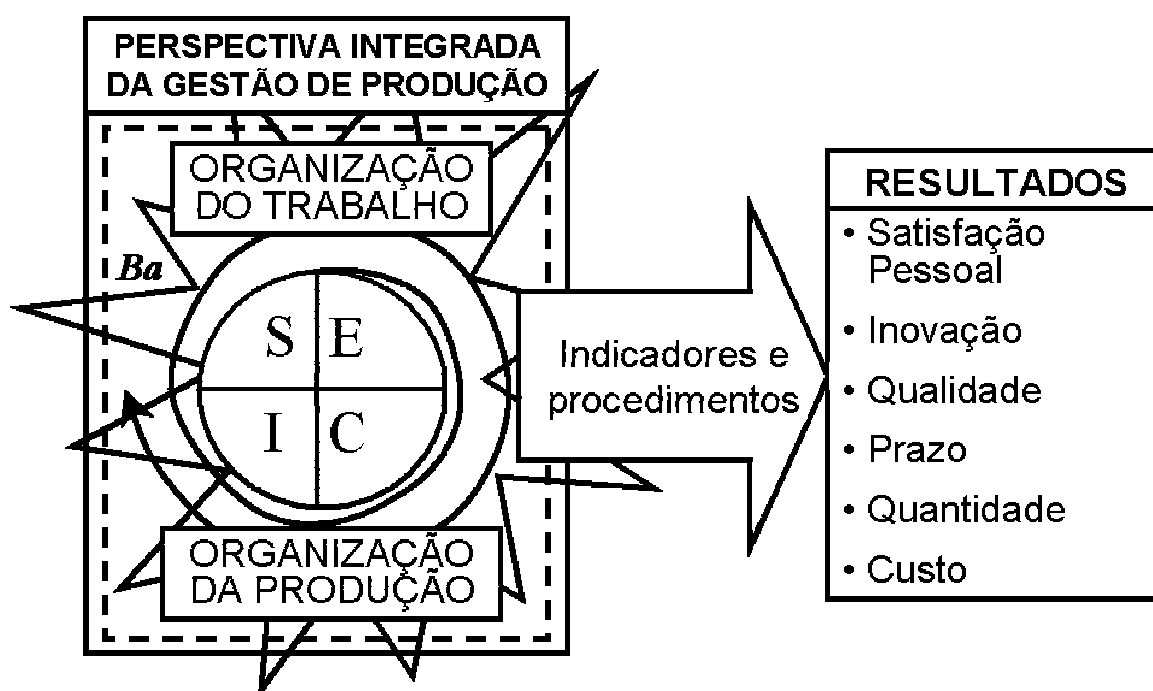 PERSPECTIVA INTEGRADA
DA GESTÃO DE PRODUÇÃO
ORGANIZAÇÃO
DO TRABALHO
Ba
S E
I C
ORGANIZAÇÃO
DA PRODUÇÃO
Indicadores e
procedimentos
RESULTADOS
• Satisfação
Pessoal
• Inovação
• Qualidade
• Prazo
• Quantidade
• Custo